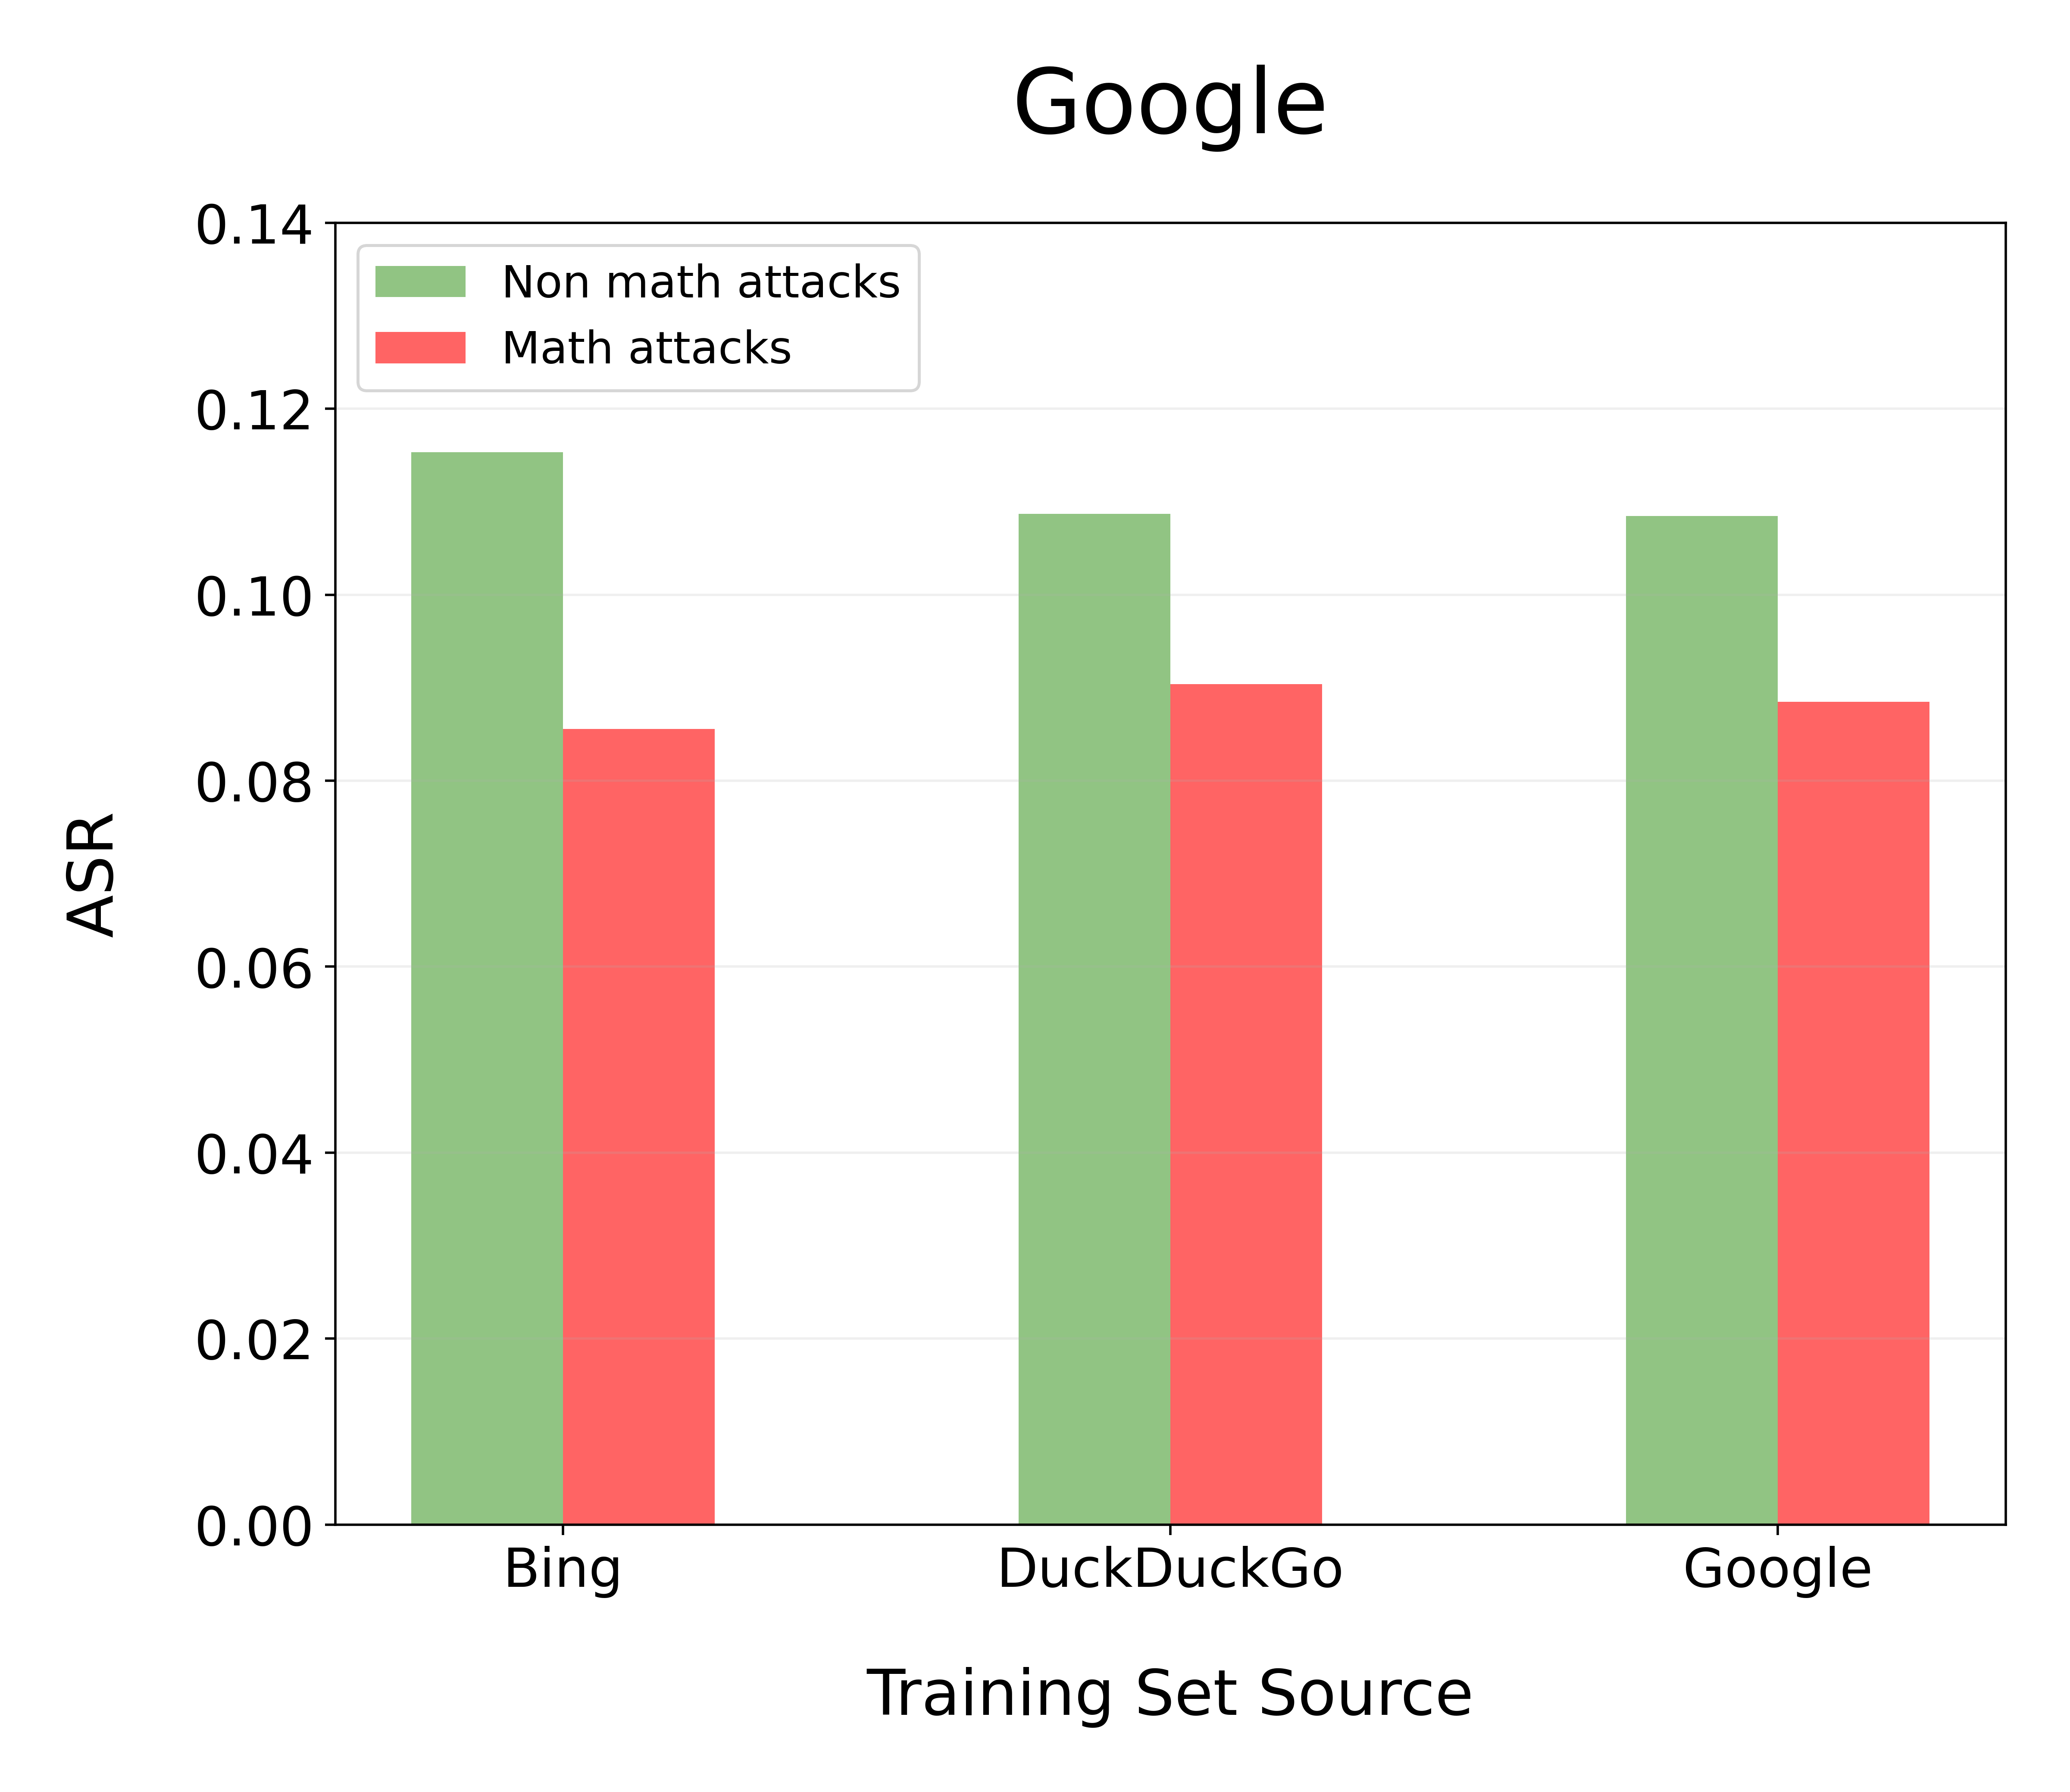 Google
0.14
0.12
0.10
0.08
0.06
0.04
0.02
0.00
ASR
Non math attacks
Math attacks
Bing
DuckDuckGo
Google
Training Set Source